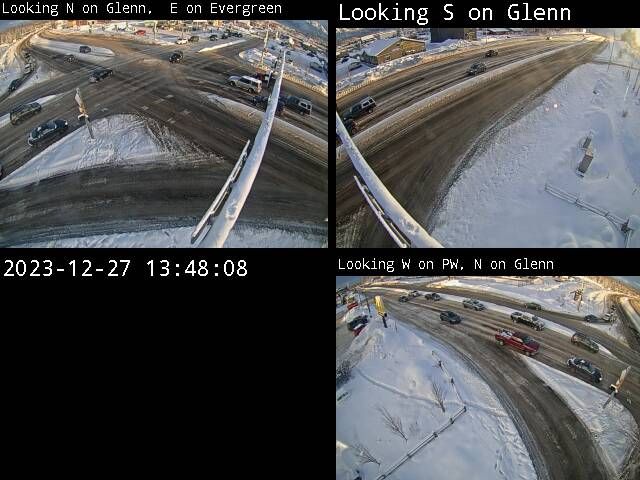 Looking N on Glenn, E on Evergreen
Looking S on Glenn
2023-12-27 13:48:08
Looking W on PW, N on Glenn